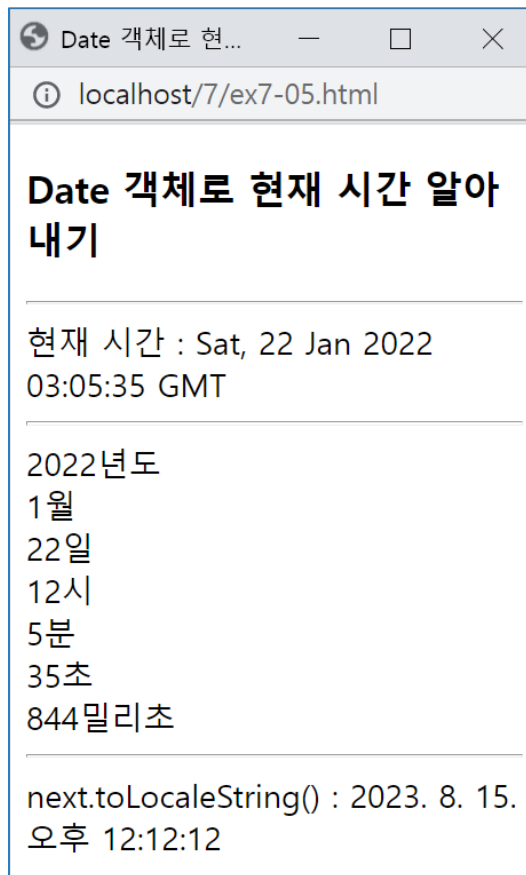 Date 객체로 현...
localhost/7/ex7-05.html
Date 객체로 현재 시간 알아
내기
현재 시간 : Sat, 22 Jan 2022
03:05:35 GMT
2022년도
1월
22일
12시
5분
35초
844밀리초
next.toLocaleString() : 2023. 8. 15.
오후 12:12:12